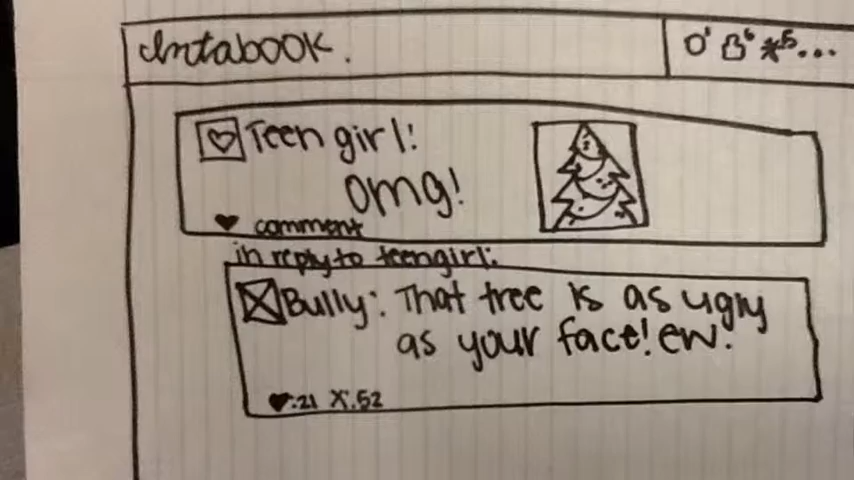 Intabook.
Teen girl:
omg!
comment
in reply to teengirl:
Bully: That tree is as ugly
as your face! ew.
:21 X:52